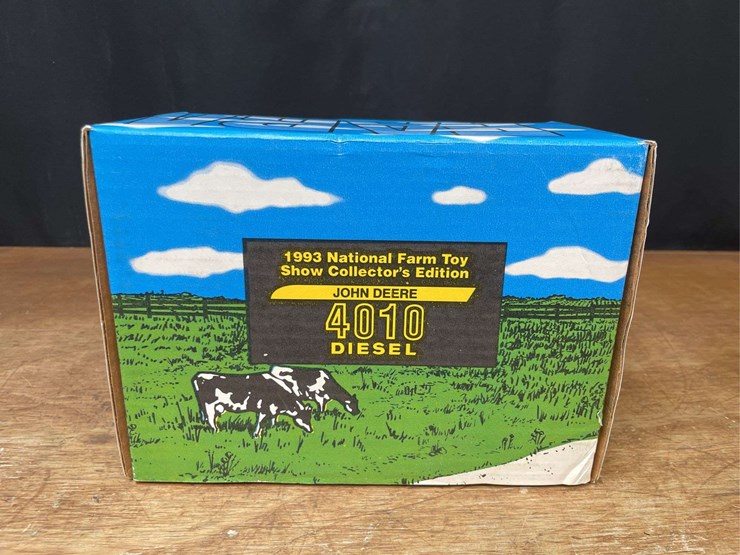 1993 National Farm Toy
Show Collector's Edition
JOHN DEERE
4010
DIESEL